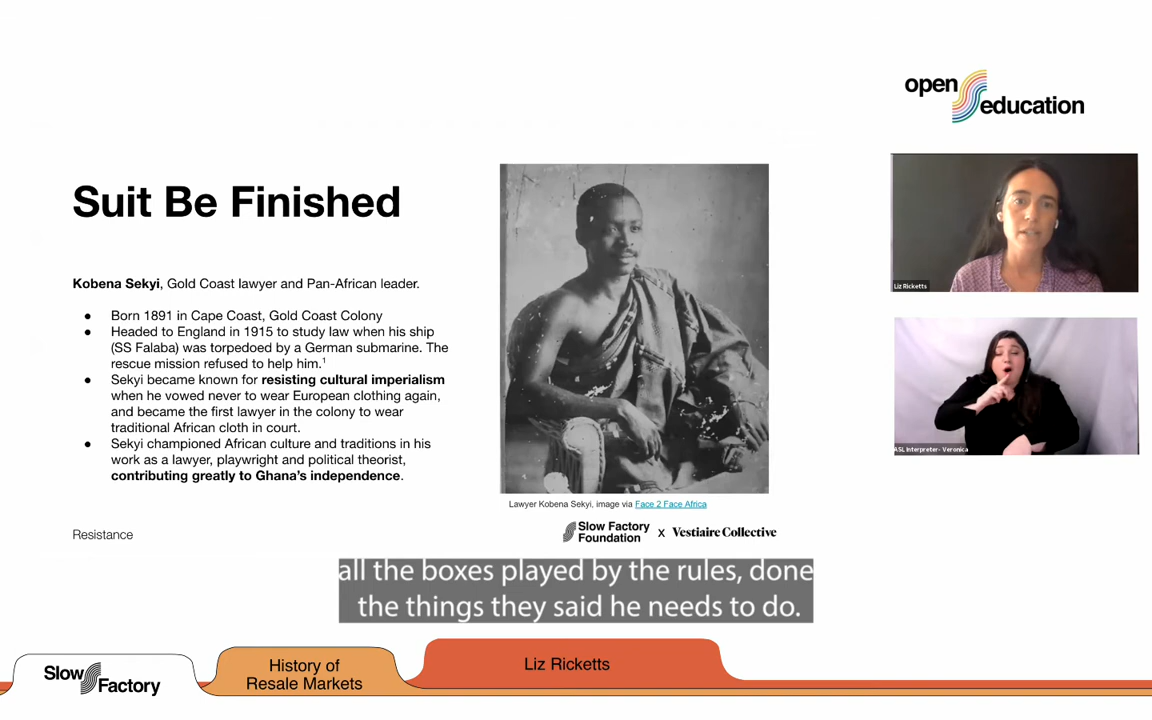 open
education
Suit Be Finished
Kobena Sekyi, Gold Coast lawyer and Pan-African leader.
● Born 1891 in Cape Coast, Gold Coast Colony
● Headed to England in 1915 to study law when his ship
(SS Falaba) was torpedoed by a German submarine. The
rescue mission refused to help him.1
● Sekyi became known for resisting cultural imperialism
when he vowed never to wear European clothing again,
and became the first lawyer in the colony to wear
traditional African cloth in court.
● Sekyi championed African culture and traditions in his
work as a lawyer, playwright and political theorist,
contributing greatly to Ghana's independence.
Lawyer Kobena Sekyi, image via Face 2 Face Africa
Resistance
Slow Factory
Foundation
x Vestiaire Collective
Liz Ricketts
ASL Interpreter- Veronica
all the boxes played by the rules, done
the things they said he needs to do.
Slow
Factory
History of
Resale Markets
Liz Ricketts